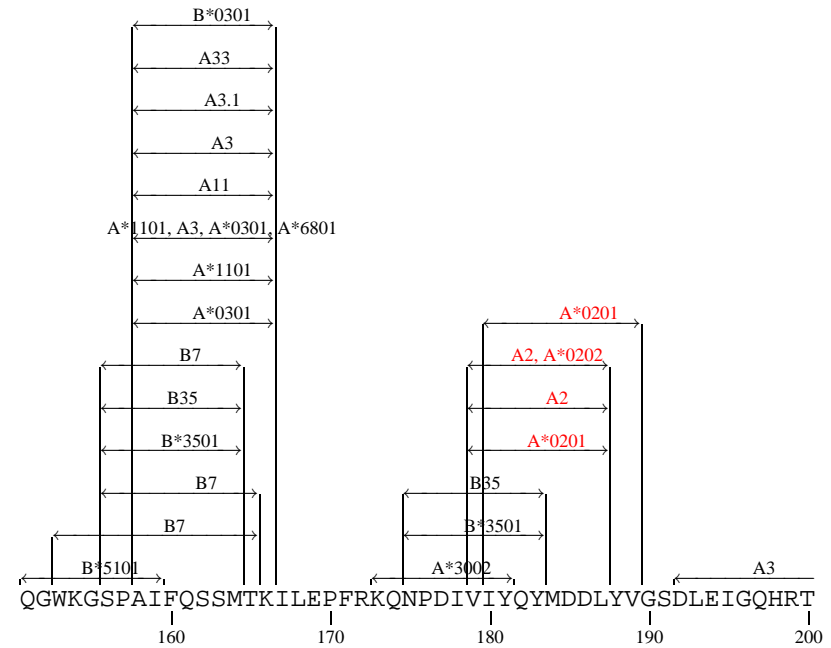 B*0301
A33
A3.1
A3
A11
A*1101, A3, A*0301, A*6801
A*1101
A*0301 A*0201
B7 A2, A*0202
B35 A2
B*3501 A*0201
B7 B35
B7 B*3501
B*5101 A*3002 A3
QGWKGSPAIFQSSMTKILEPFRKQNPDIVIYQYMDDLYVGSDLEIGQHRT
160 170 180 190 200